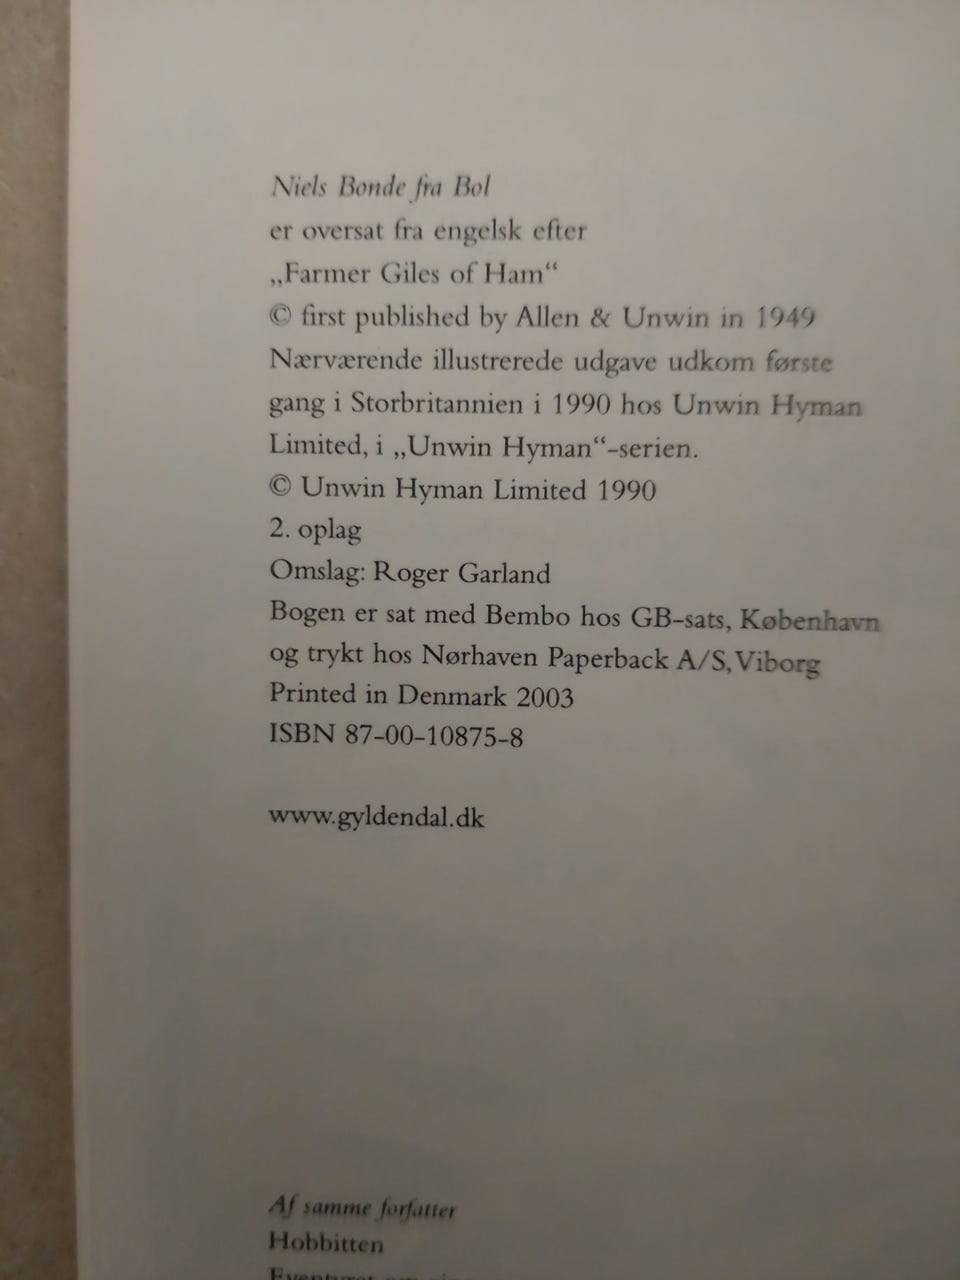 Niels Bonde fra Bol
er oversat fra engelsk efter
„Farmer Giles of Ham“
© first published by Allen & Unwin in 1949
Nærværende illustrerede udgave udkom første
gang i Storbritannien i 1990 hos Unwin Hyman
Limited, i „Unwin Hyman“-serien.
© Unwin Hyman Limited 1990
2. oplag
Omslag: Roger Garland
Bogen er sat med Bembo hos GB-sats, København
og trykt hos Nørhaven Paperback A/S, Viborg
Printed in Denmark 2003
ISBN 87-00-10875-8
www.gyldendal.dk
Af samme forfatter
Hobbitten
Eventyret om